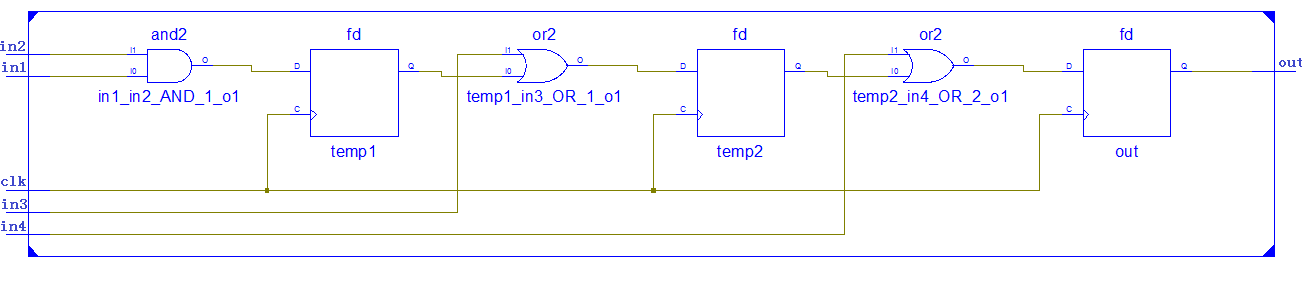 and2 fd or2 fd or2 fd
in2 I1 O I1 O I1 O out
in1 I0 D Q I0 D Q I0 D Q
in1_in2_AND_1_o1 temp1_in3_OR_1_o1 temp2_in4_OR_2_o1
C C C
temp1 temp2 out
clk
in3
in4